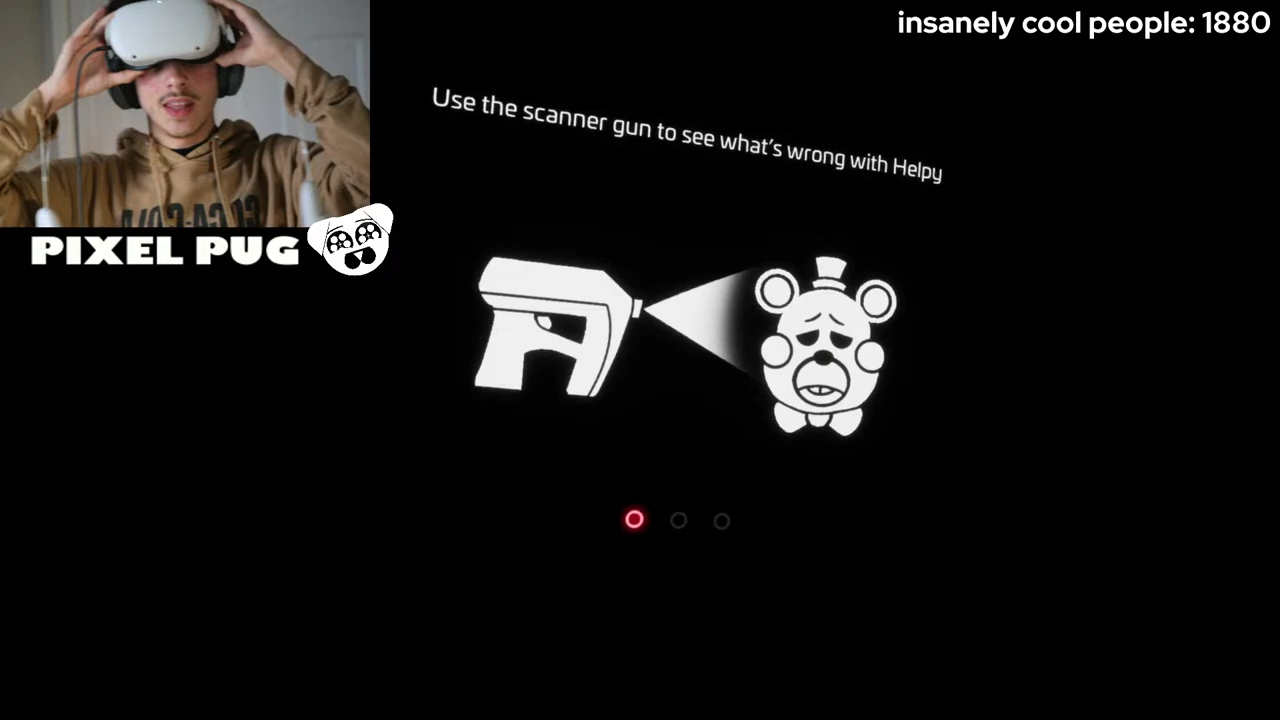 insanely cool people: 1880
Use the scanner gun to see what's wrong with Helpy
PIXEL PUG